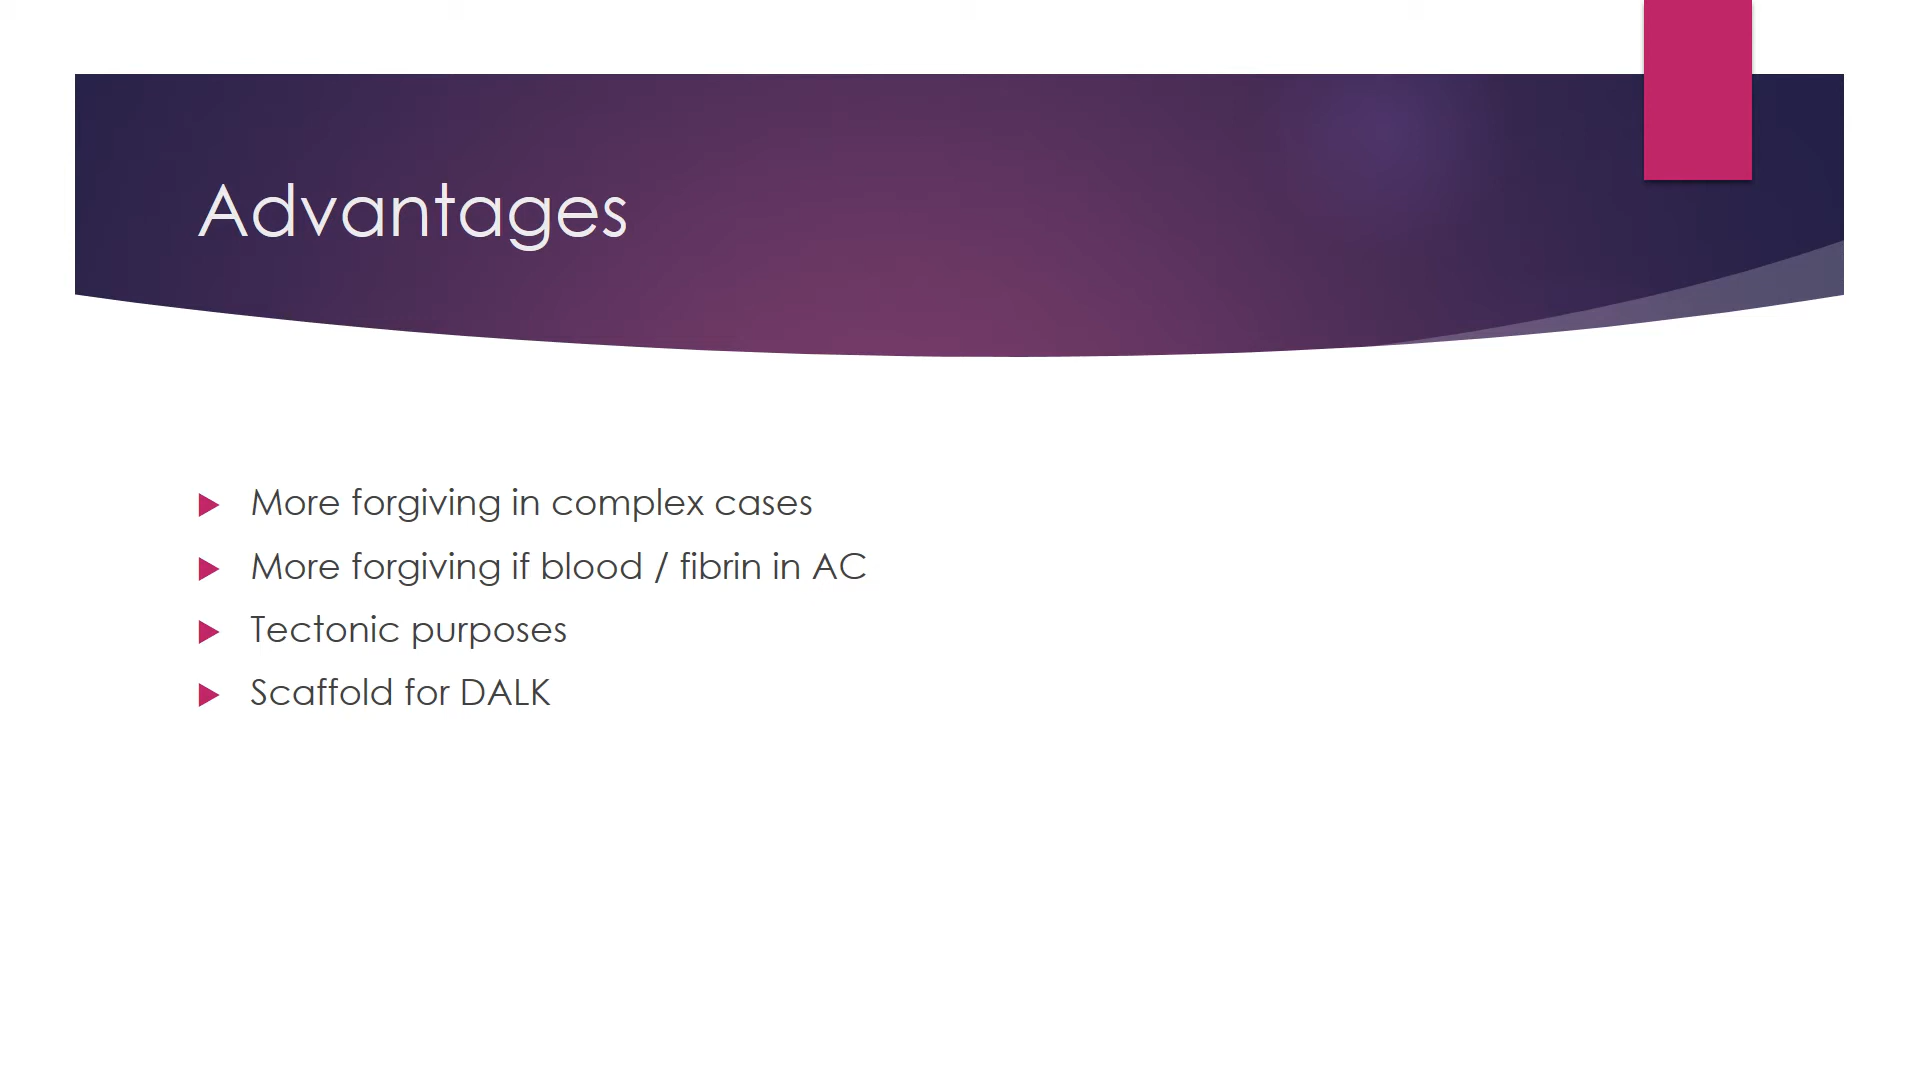 Advantages
More forgiving in complex cases
More forgiving if blood / fibrin in AC
Tectonic purposes
Scaffold for DALK